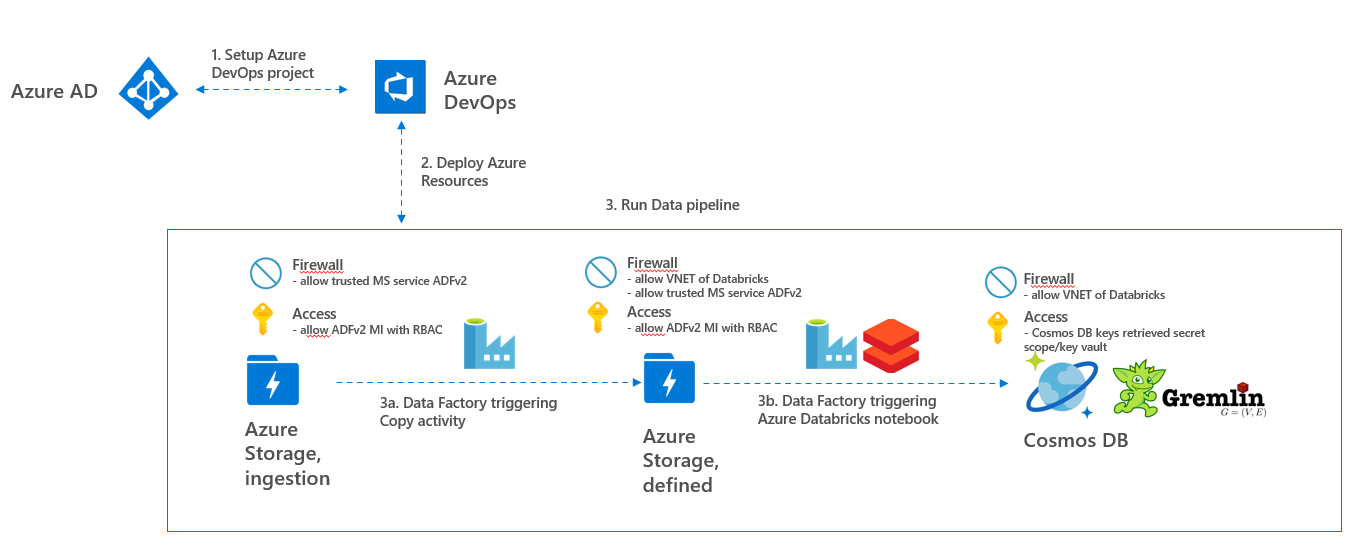 Azure AD
1. Setup Azure
DevOps project
Azure
DevOps
2. Deploy Azure
Resources
3. Run Data pipeline
Firewall
- allow trusted MS service ADFv2
Access
- allow ADFv2 MI with RBAC
Azure
Storage,
ingestion
3a. Data Factory triggering
Copy activity
Firewall
- allow VNET of Databricks
- allow trusted MS service ADFv2
Access
- allow ADFv2 MI with RBAC
Azure
Storage,
defined
3b. Data Factory triggering
Azure Databricks notebook
Firewall
- allow VNET of Databricks
Access
- Cosmos DB keys retrieved secret
scope/key vault
Gremlin
G = (V, E)
Cosmos DB